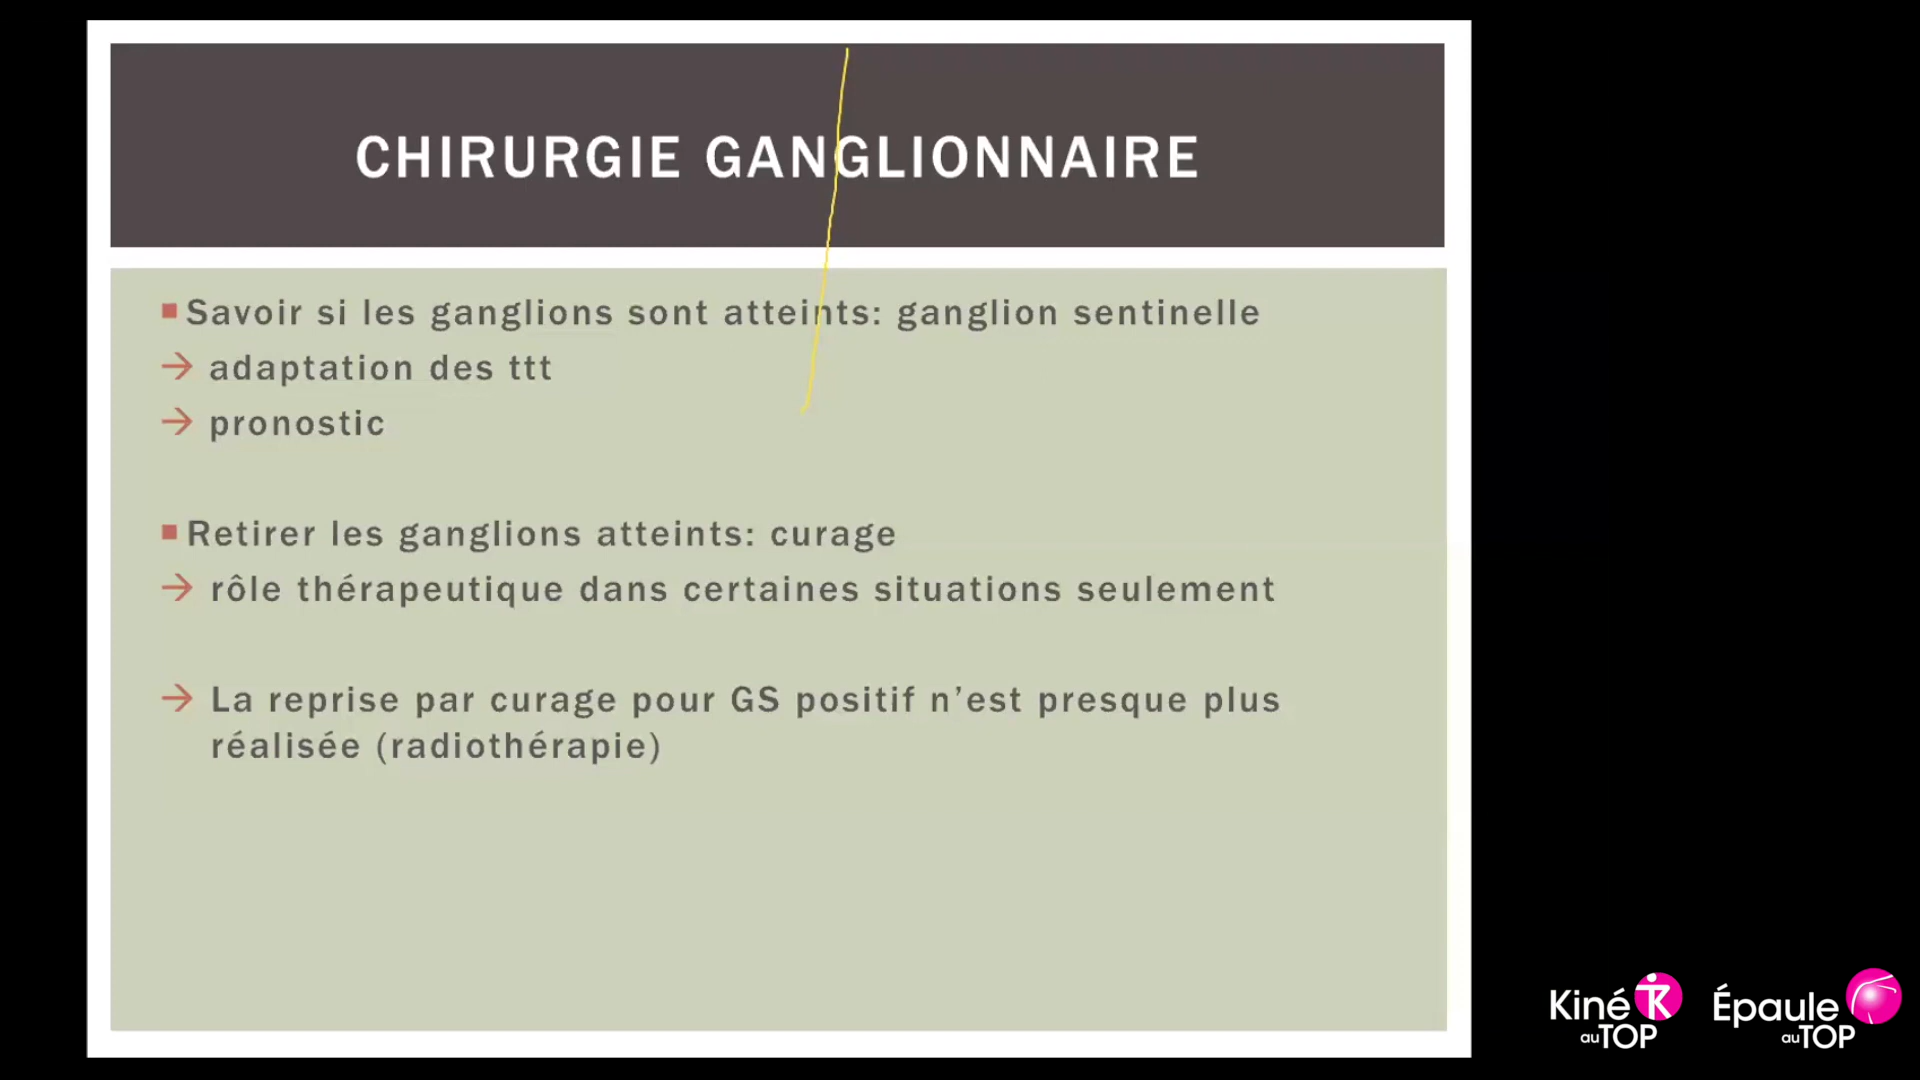 CHIRURGIE GANGLIONNAIRE
Savoir si les ganglions sont atteints: ganglion sentinelle
→ adaptation des ttt
→ pronostic
Retirer les ganglions atteints: curage
→ rôle thérapeutique dans certaines situations seulement
→ La reprise par curage pour GS positif n’est presque plus
réalisée (radiothérapie)
Kiné
au TOP
Épaule
au TOP